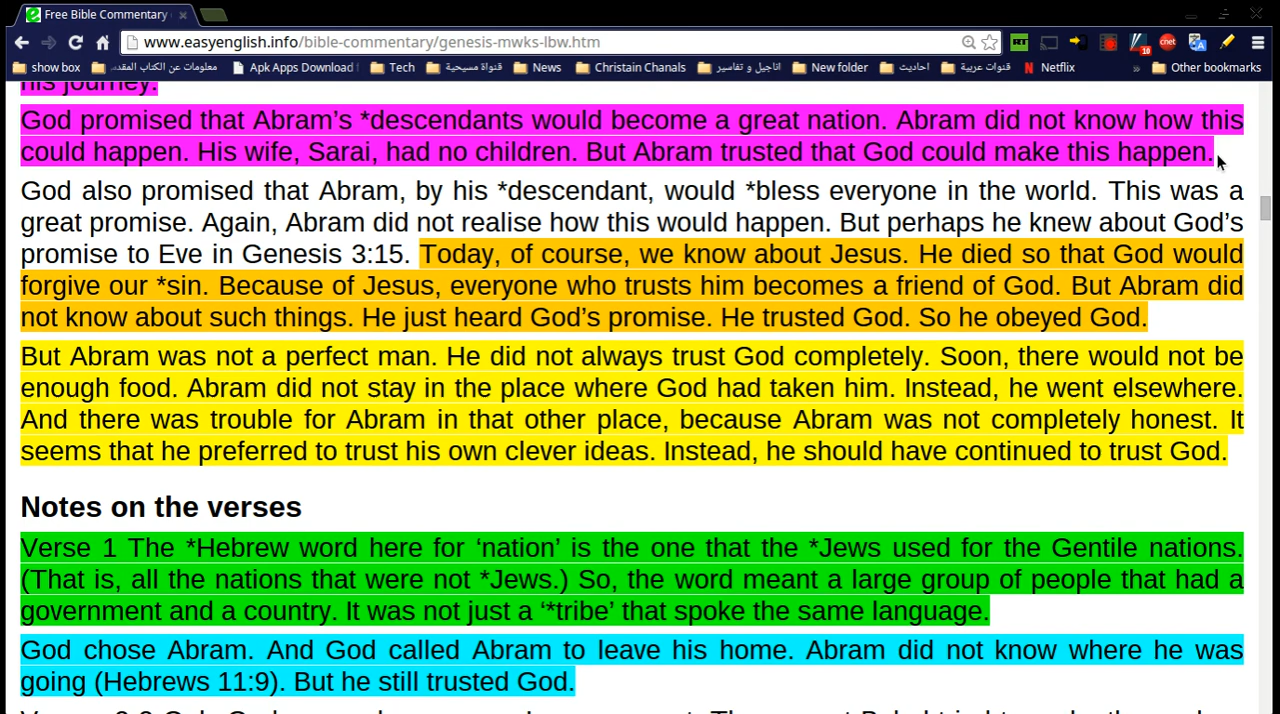 Free Bible Commentary
www.easyenglish.info/bible-commentary/genesis-mwks-lbw.htm
show box معلومات عن الكتاب المقدس Apk Apps Download Tech قنواة مسيحية News Christain Chanals اناجيل و تفاسير New folder احاديث قنوات عربية Netflix » Other bookmarks
his journey.
God promised that Abram’s *descendants would become a great nation. Abram did not know how this
could happen. His wife, Sarai, had no children. But Abram trusted that God could make this happen.
God also promised that Abram, by his *descendant, would *bless everyone in the world. This was a
great promise. Again, Abram did not realise how this would happen. But perhaps he knew about God’s
promise to Eve in Genesis 3:15. Today, of course, we know about Jesus. He died so that God would
forgive our *sin. Because of Jesus, everyone who trusts him becomes a friend of God. But Abram did
not know about such things. He just heard God’s promise. He trusted God. So he obeyed God.
But Abram was not a perfect man. He did not always trust God completely. Soon, there would not be
enough food. Abram did not stay in the place where God had taken him. Instead, he went elsewhere.
And there was trouble for Abram in that other place, because Abram was not completely honest. It
seems that he preferred to trust his own clever ideas. Instead, he should have continued to trust God.
Notes on the verses
Verse 1 The *Hebrew word here for ‘nation’ is the one that the *Jews used for the Gentile nations.
(That is, all the nations that were not *Jews.) So, the word meant a large group of people that had a
government and a country. It was not just a ‘*tribe’ that spoke the same language.
God chose Abram. And God called Abram to leave his home. Abram did not know where he was
going (Hebrews 11:9). But he still trusted God.